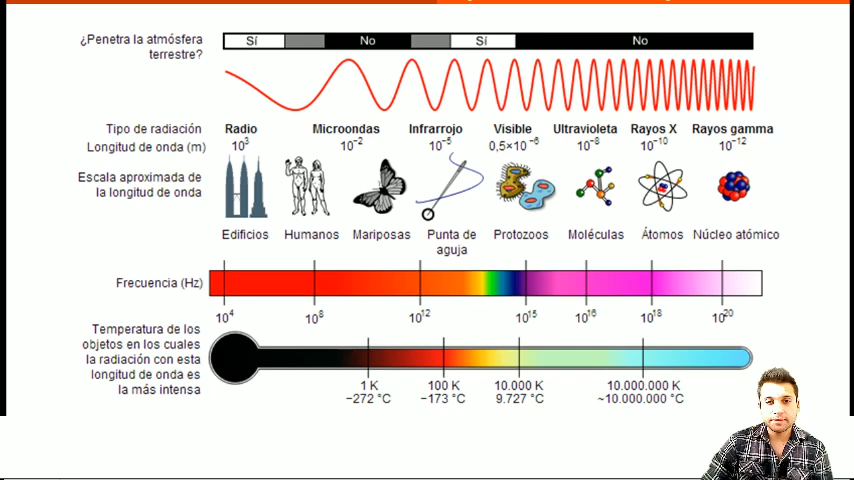 ¿Penetra la atmósfera
terrestre?
Sí No Sí No
Tipo de radiación Radio Microondas Infrarrojo Visible Ultravioleta Rayos X Rayos gamma
Longitud de onda (m) 10³ 10⁻² 10⁻⁵ 0,5×10⁻⁶ 10⁻⁸ 10⁻¹⁰ 10⁻¹²
Escala aproximada de
la longitud de onda
Edificios Humanos Mariposas Punta de aguja Protozoos Moléculas Átomos Núcleo atómico
Frecuencia (Hz)
10⁴ 10⁸ 10¹² 10¹⁵ 10¹⁶ 10¹⁸ 10²⁰
Temperatura de los
objetos en los cuales
la radiación con esta
longitud de onda es
la más intensa
1 K 100 K 10.000 K 10.000.000 K
−272 °C −173 °C 9.727 °C ~10.000.000 °C